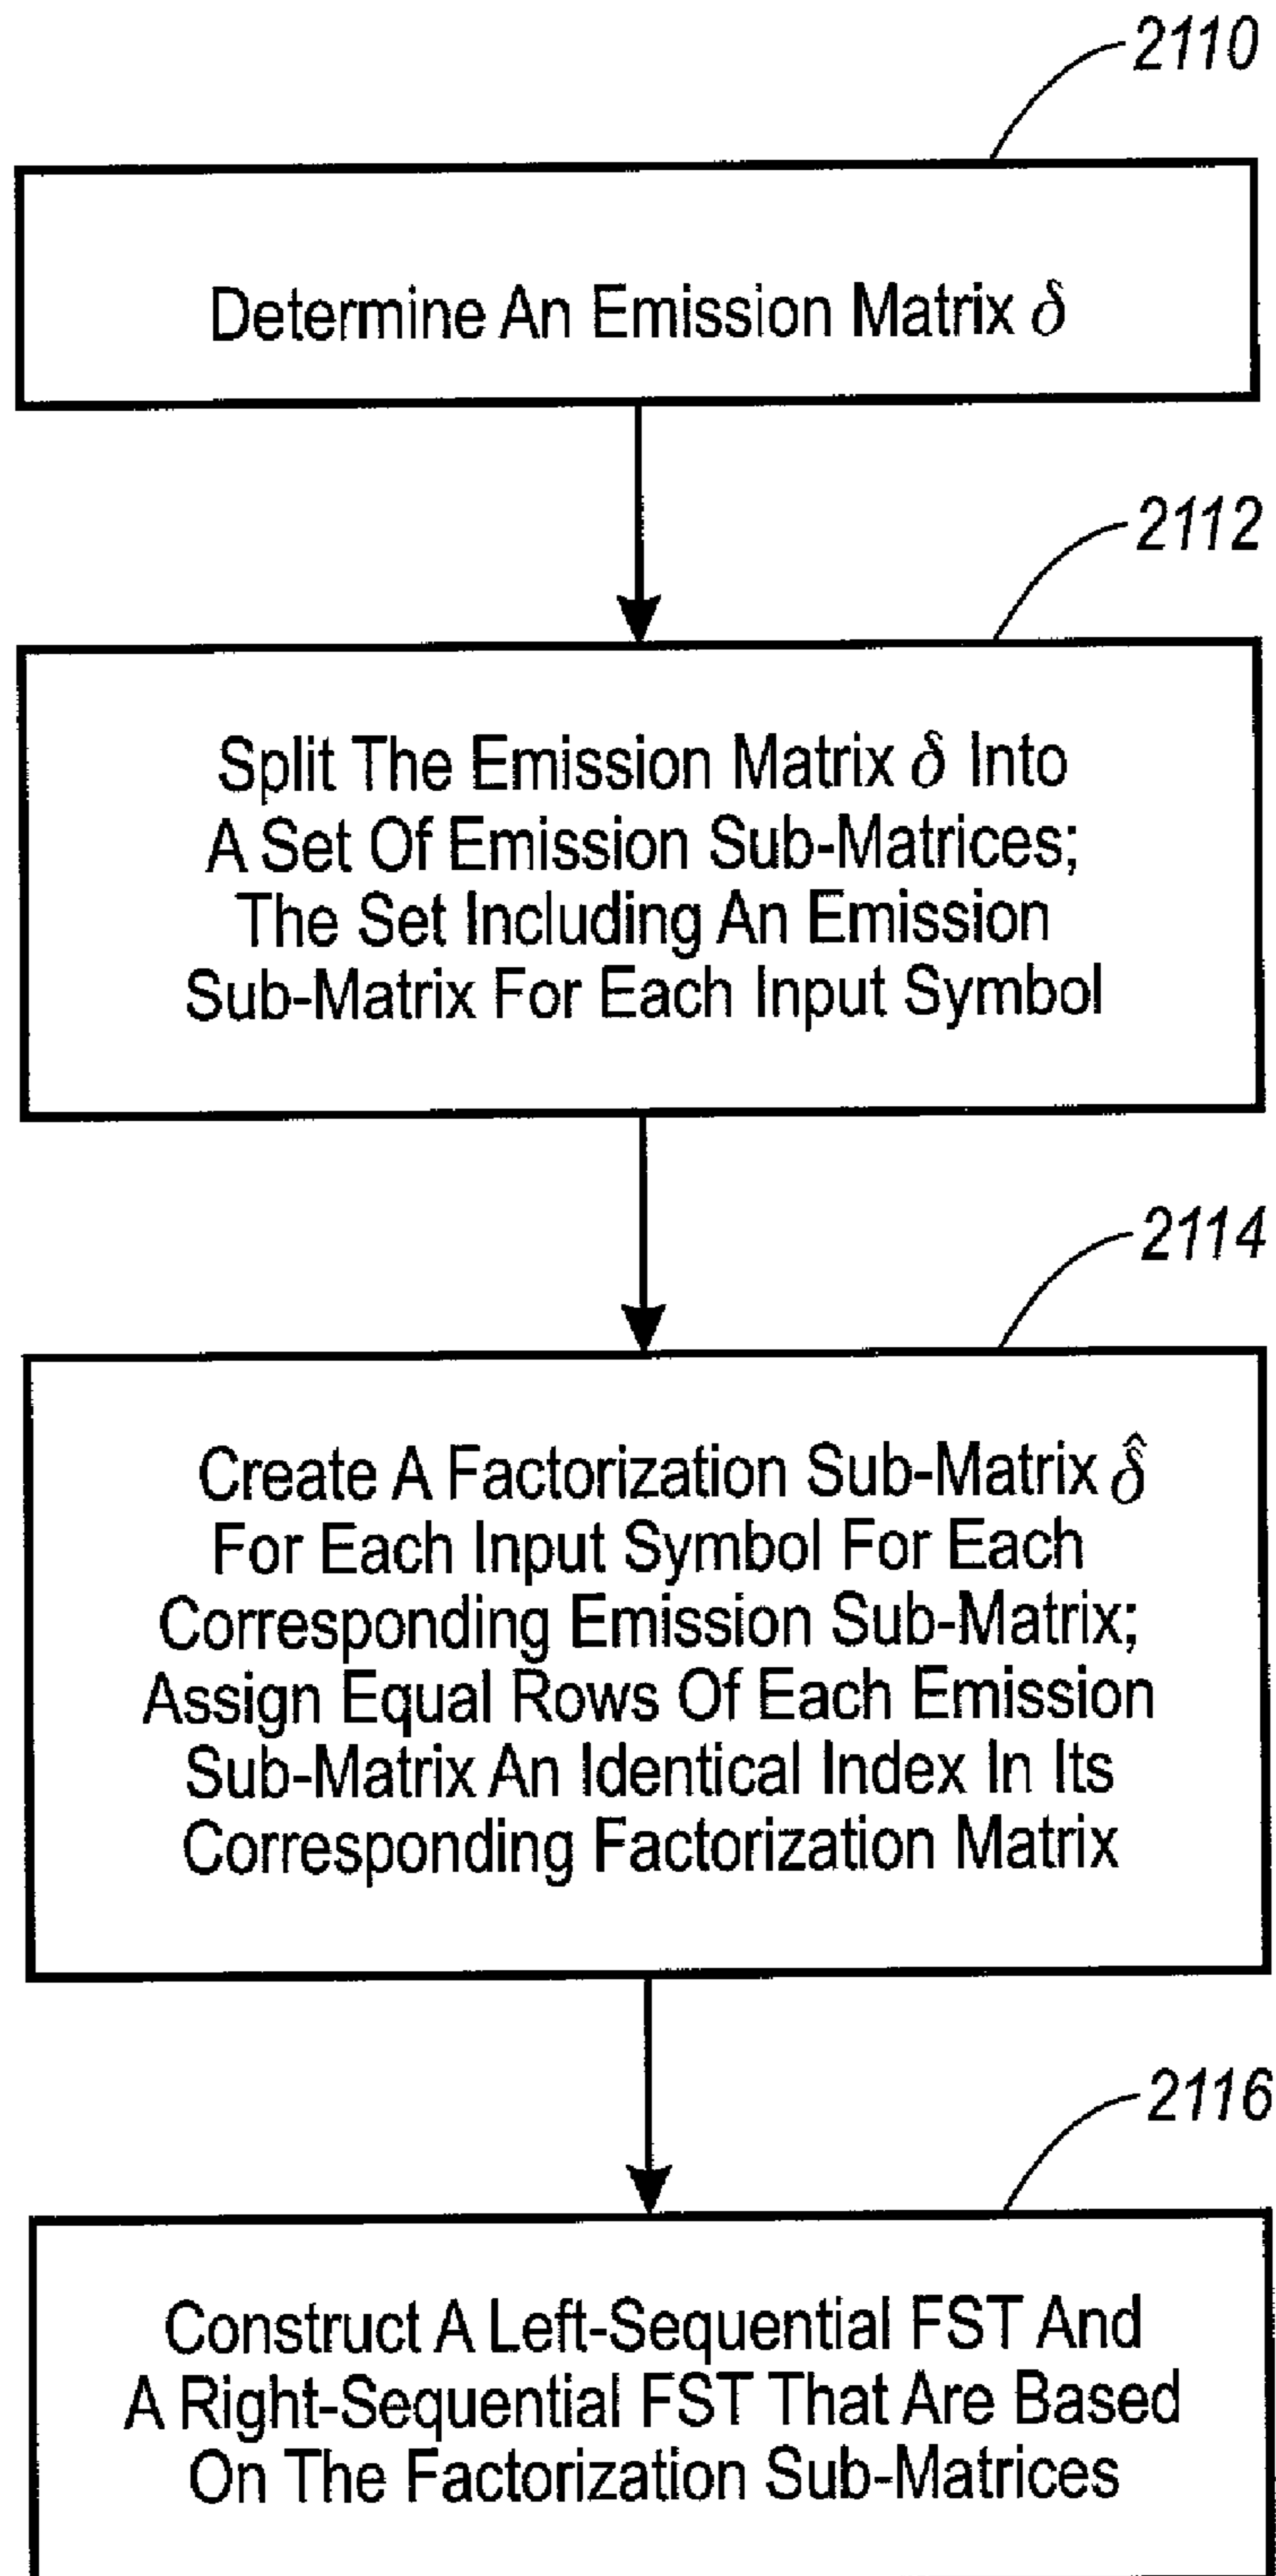 2110
Determine An Emission Matrix δ
2112
Split The Emission Matrix δ Into
A Set Of Emission Sub-Matrices;
The Set Including An Emission
Sub-Matrix For Each Input Symbol
2114
Create A Factorization Sub-Matrix δ̂
For Each Input Symbol For Each
Corresponding Emission Sub-Matrix;
Assign Equal Rows Of Each Emission
Sub-Matrix An Identical Index In Its
Corresponding Factorization Matrix
2116
Construct A Left-Sequential FST And
A Right-Sequential FST That Are Based
On The Factorization Sub-Matrices